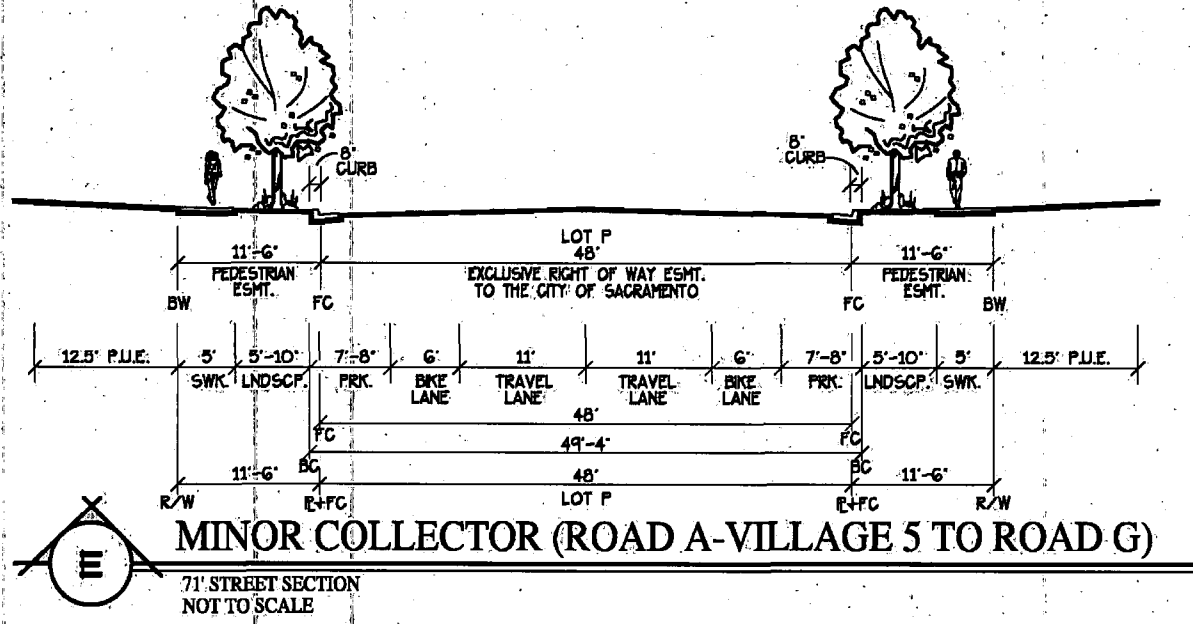 8" CURB
8" CURB
LOT P
11'-6" 48' 11'-6"
PEDESTRIAN ESMT.
EXCLUSIVE RIGHT OF WAY ESMT.
TO THE CITY OF SACRAMENTO
PEDESTRIAN ESMT.
BW FC FC BW
12.5' P.U.E. 5' 5'-10" 7'-8" 6' 11' 11' 6' 7'-8" 5'-10" 5' 12.5' P.U.E.
SWK. LNDSCP. PRK. BIKE LANE TRAVEL LANE TRAVEL LANE BIKE LANE PRK. LNDSCP. SWK.
48'
FC FC
49'-4"
BC BC
11'-6" 48' 11'-6"
R/W PL+FC LOT P PL+FC R/W
E
MINOR COLLECTOR (ROAD A-VILLAGE 5 TO ROAD G)
71' STREET SECTION
NOT TO SCALE